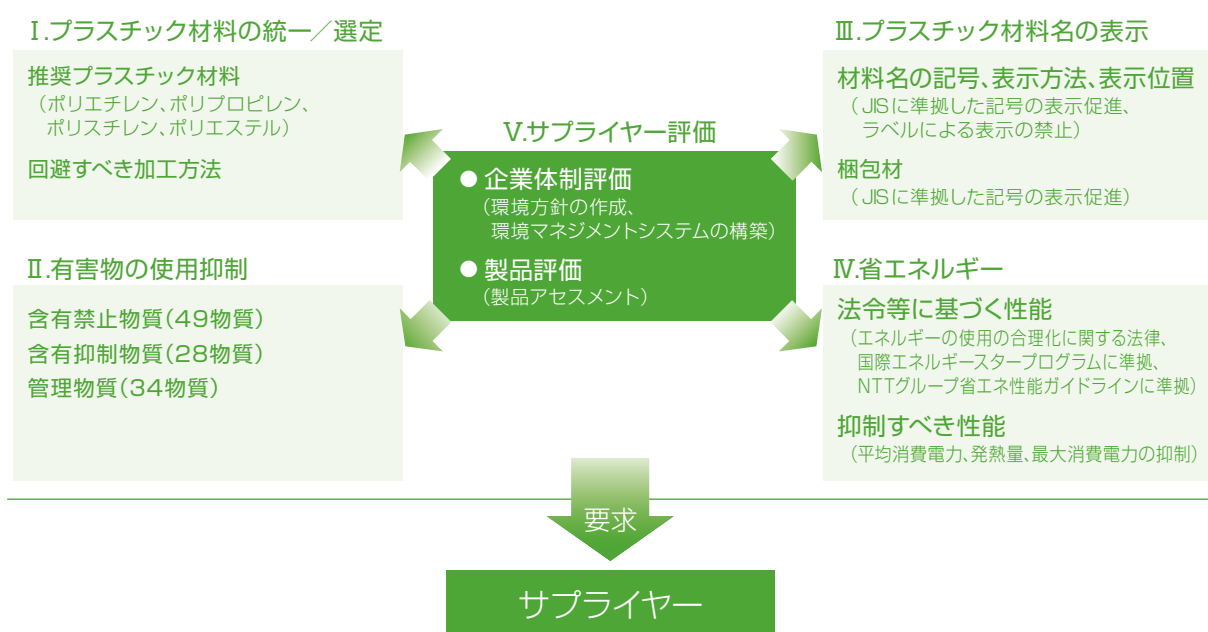 Ⅰ.プラスチック材料の統一／選定
推奨プラスチック材料
（ポリエチレン、ポリプロピレン、
ポリスチレン、ポリエステル）
回避すべき加工方法
Ⅱ.有害物の使用抑制
含有禁止物質（49物質）
含有抑制物質（28物質）
管理物質（34物質）
Ⅴ.サプライヤー評価
●企業体制評価
（環境方針の作成、
環境マネジメントシステムの構築）
●製品評価
（製品アセスメント）
Ⅲ.プラスチック材料名の表示
材料名の記号、表示方法、表示位置
（JISに準拠した記号の表示促進、
ラベルによる表示の禁止）
梱包材
（JISに準拠した記号の表示促進）
Ⅳ.省エネルギー
法令等に基づく性能
（エネルギーの使用の合理化に関する法律、
国際エネルギースタープログラムに準拠、
NTTグループ省エネ性能ガイドラインに準拠）
抑制すべき性能
（平均消費電力、発熱量、最大消費電力の抑制）
要求
サプライヤー